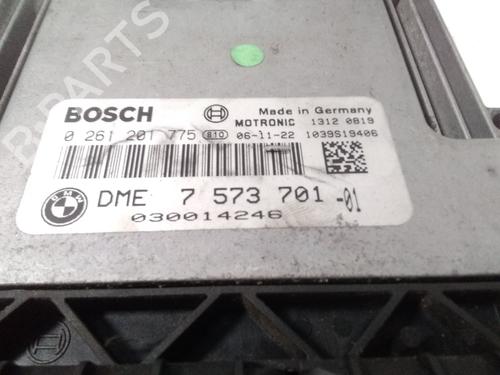 BOSCH
Made in Germany
0 261 201 775 810 06-11-22
MOTRONIC 1312 0819
1039S19406
BMW
DME 7 573 701 -01
030014246